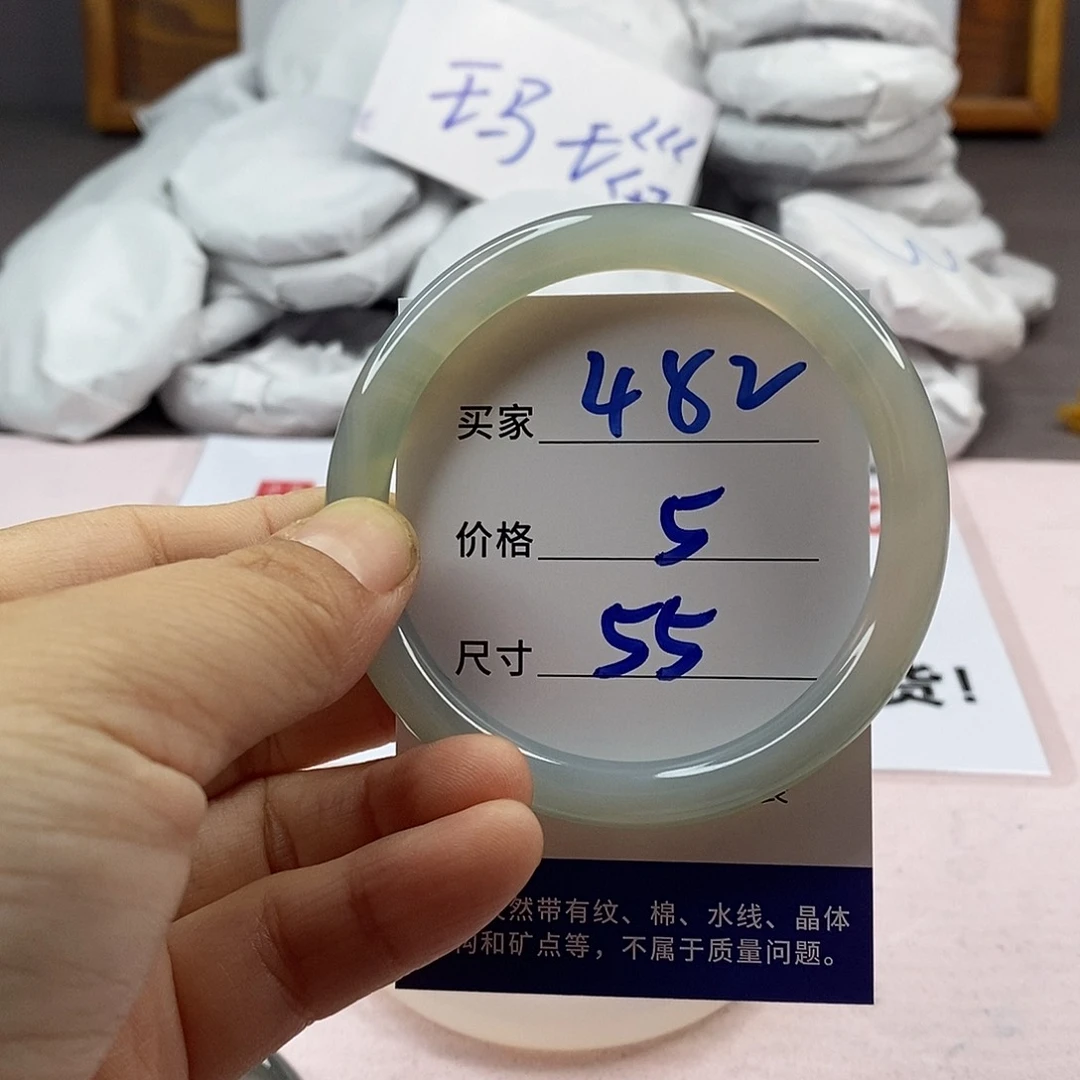 玛瑙
买家 482
价格 5
尺寸 55
货！
然带有纹、棉、水线、晶体
构和矿点等，不属于质量问题。